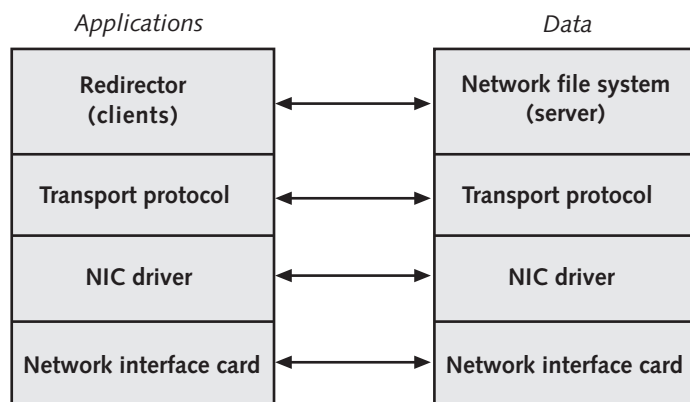 Applications
Redirector
(clients)
Transport protocol
NIC driver
Network interface card
Data
Network file system
(server)
Transport protocol
NIC driver
Network interface card